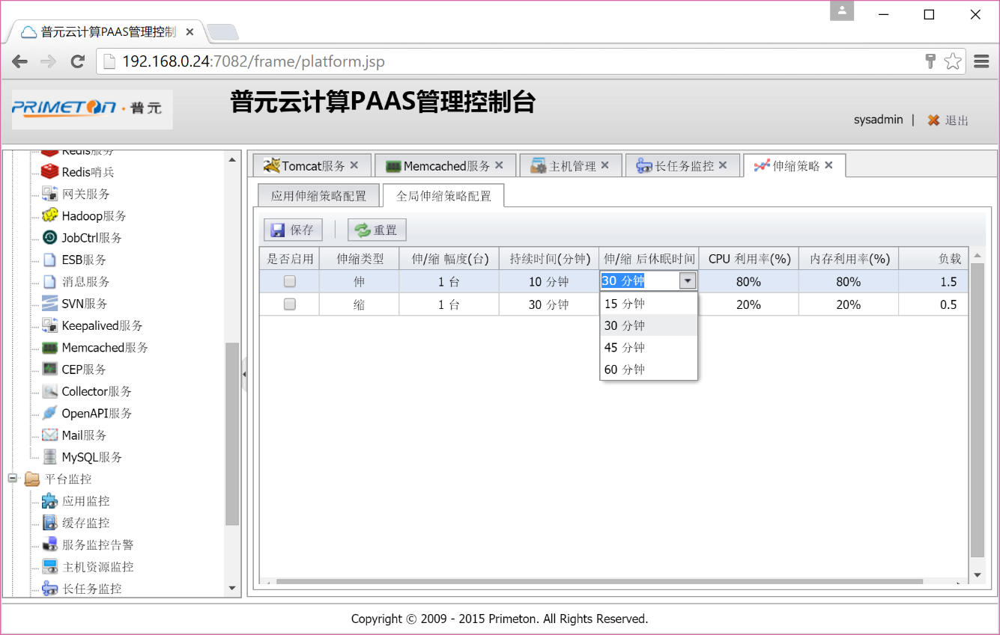 普元云计算PAAS管理控制
192.168.0.24:7082/frame/platform.jsp
PRIMETON · 普元
普元云计算PAAS管理控制台
sysadmin | 退出
Redis服务
Redis哨兵
网关服务
Hadoop服务
JobCtrl服务
ESB服务
消息服务
SVN服务
Keepalived服务
Memcached服务
CEP服务
Collector服务
OpenAPI服务
Mail服务
MySQL服务
平台监控
应用监控
缓存监控
服务监控告警
主机资源监控
长任务监控
Tomcat服务 Memcached服务 主机管理 长任务监控 伸缩策略
应用伸缩策略配置 全局伸缩策略配置
保存 重置
是否启用 伸缩类型 伸/缩 幅度(台) 持续时间(分钟) 伸/缩 后休眠时间 CPU 利用率(%) 内存利用率(%) 负载
伸 1 台 10 分钟 30 分钟 80% 80% 1.5
缩 1 台 30 分钟 20% 20% 0.5
15 分钟
30 分钟
45 分钟
60 分钟
Copyright © 2009 - 2015 Primeton. All Rights Reserved.